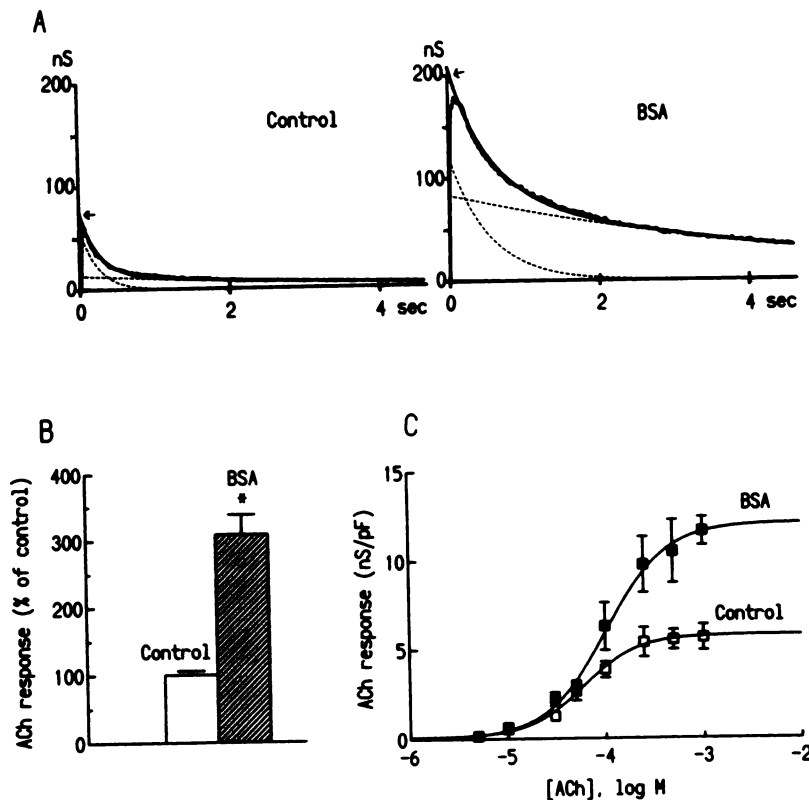 A
nS
200
100
0
Control
0
2
4 sec
nS
200
100
0
BSA
0
2
4 sec
B
ACh response (% of control)
400
300
200
100
0
Control
BSA
*
C
ACh response (nS/pF)
15
10
5
0
BSA
Control
-6
-5
-4
-3
-2
[ACh], log M